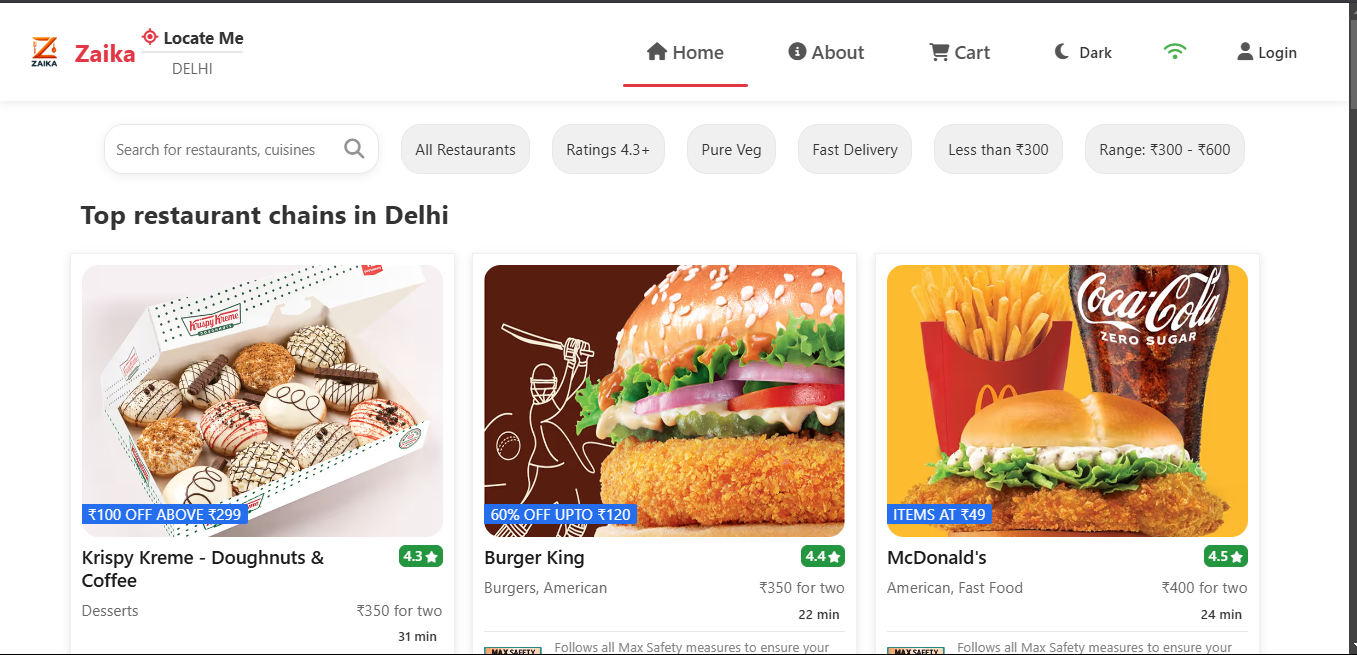 ZAIKA
Zaika
Locate Me
DELHI
Home
About
Cart
Dark
Login
Search for restaurants, cuisines
All Restaurants
Ratings 4.3+
Pure Veg
Fast Delivery
Less than ₹300
Range: ₹300 - ₹600
Top restaurant chains in Delhi
Krispy Kreme
DOUGHNUTS
₹100 OFF ABOVE ₹299
60% OFF UPTO ₹120
Coca-Cola
ZERO SUGAR
ITEMS AT ₹49
Krispy Kreme - Doughnuts &
Coffee
4.3
Desserts
₹350 for two
31 min
Burger King
4.4
Burgers, American
₹350 for two
22 min
MAX SAFETY
Follows all Max Safety measures to ensure your
McDonald's
4.5
American, Fast Food
₹400 for two
24 min
MAX SAFETY
Follows all Max Safety measures to ensure your